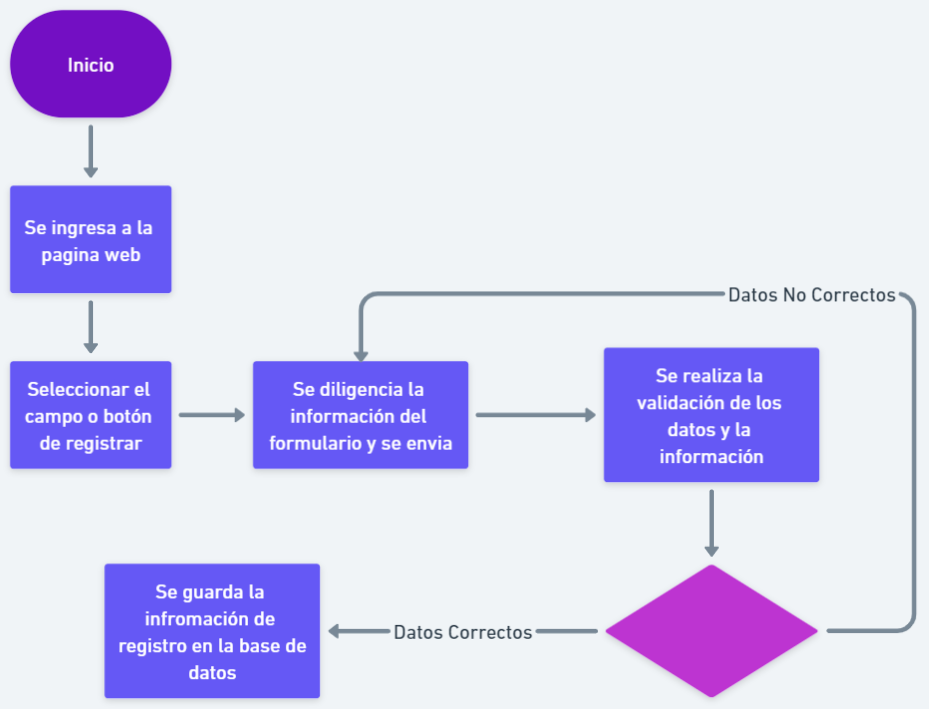 Inicio
Se ingresa a la
pagina web
Seleccionar el
campo o botón
de registrar
Se diligencia la
información del
formulario y se envia
Se realiza la
validación de los
datos y la
información
Datos No Correctos
Datos Correctos
Se guarda la
infromación de
registro en la base de
datos